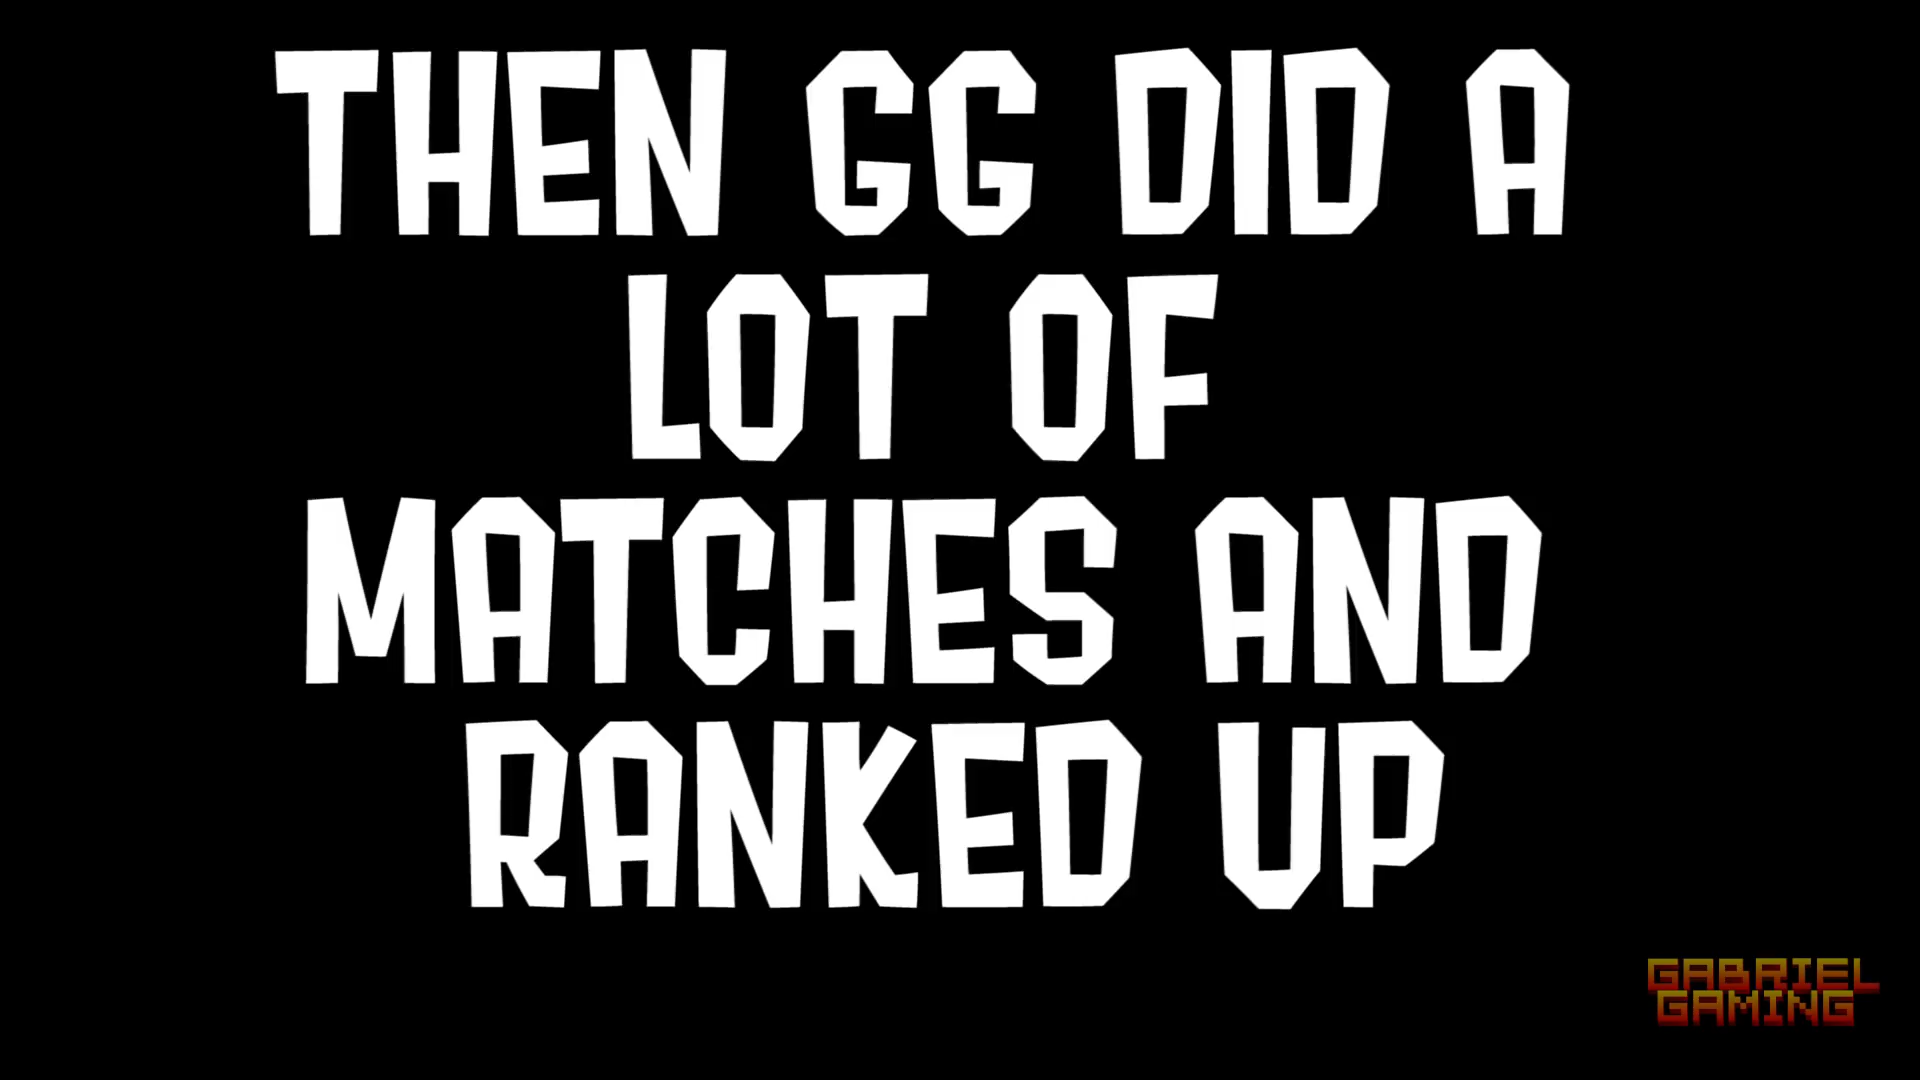 THEN GG DID A
LOT OF
MATCHES AND
RANKED UP
GABRIEL
GAMING